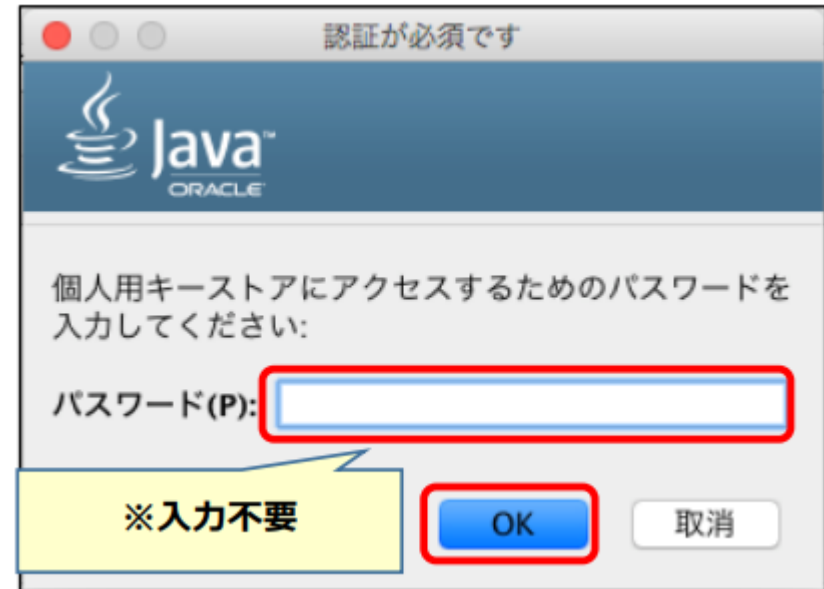 認証が必須です
Java™
ORACLE
個人用キーストアにアクセスするためのパスワードを
入力してください:
パスワード(P):
※入力不要
OK
取消